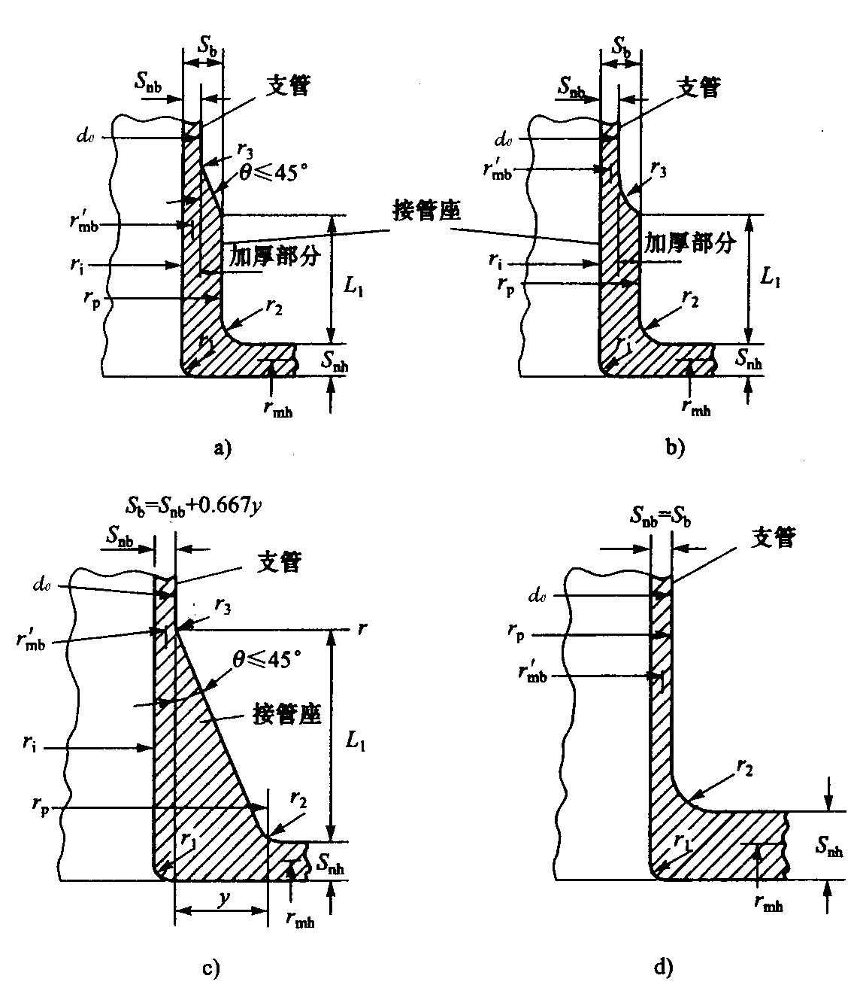 S_b
S_nb
支管
d_o
r_3
θ≤45°
r'_mb
接管座
加厚部分
r_i
r_p
L_1
r_2
r_1
S_nh
r_mh
a)
S_b
S_nb
支管
d_o
r'_mb
r_3
加厚部分
r_i
r_p
L_1
r_2
r_1
S_nh
r_mh
b)
S_b=S_nb+0.667y
S_nb
支管
d_o
r_3
r
r'_mb
θ≤45°
接管座
r_i
L_1
r_p
r_2
r_1
S_nh
y
r_mh
c)
S_nb=S_b
支管
d_o
r_p
r'_mb
r_2
r_1
S_nh
r_mh
d)